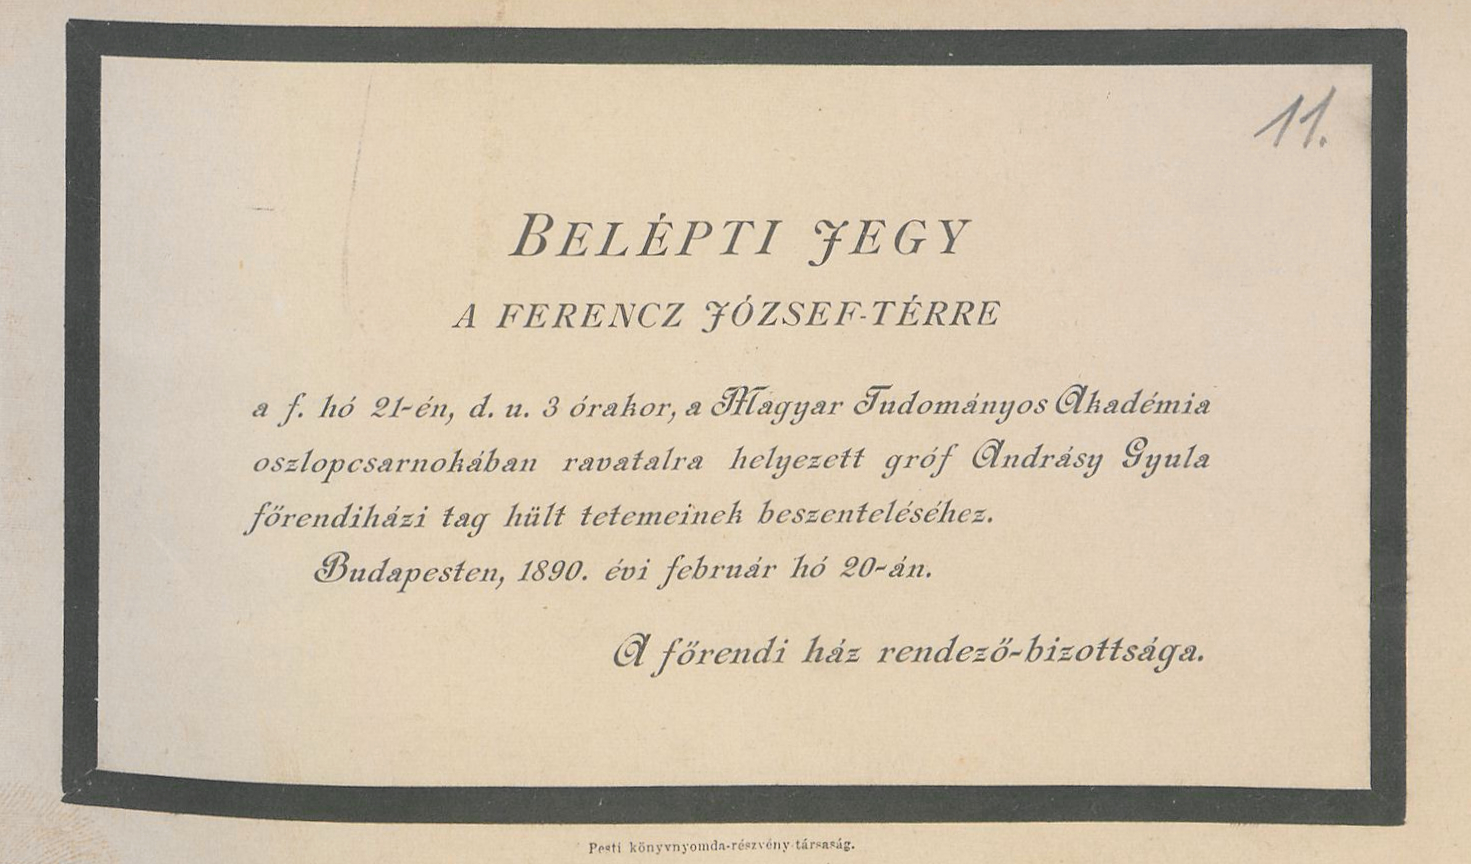 11.
BELÉPTI JEGY
A FERENCZ JÓZSEF-TÉRRE
a f. hó 21-én, d. u. 3 órakor, a Magyar Tudományos Akadémia
oszlopcsarnokában ravatalra helyezett gróf Andrásy Gyula
főrendiházi tag hült tetemeinek beszenteléséhez.
Budapesten, 1890. évi február hó 20-án.
A főrendi ház rendező-bizottsága.
Pesti könyvnyomda-részvény-társaság.